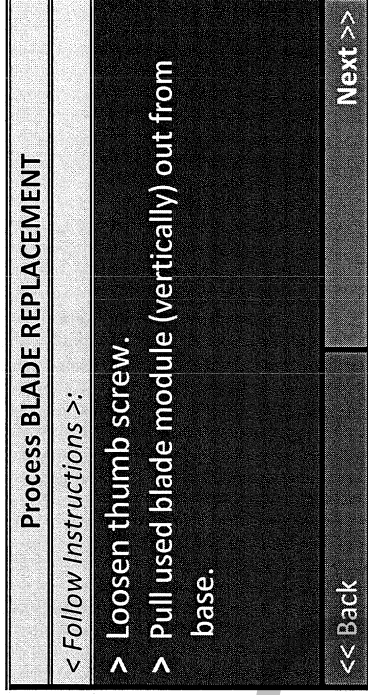 Process BLADE REPLACEMENT
< Follow Instructions >:
> Loosen thumb screw.
> Pull used blade module (vertically) out from
base.
<< Back
Next >>